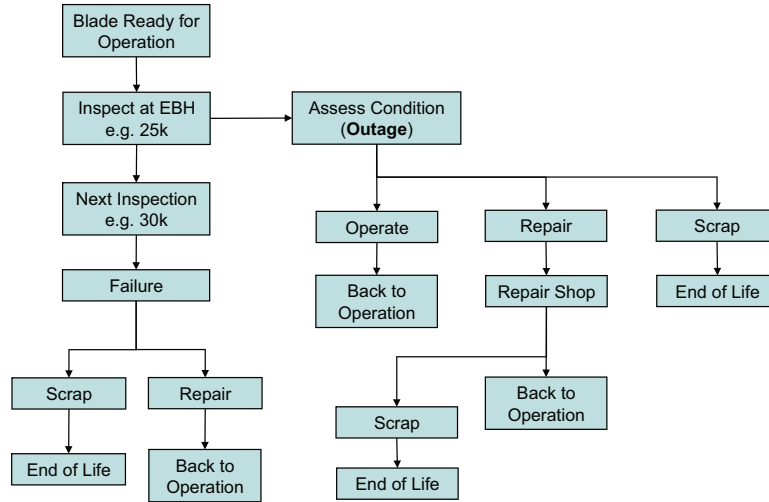 Blade Ready for
Operation
Inspect at EBH
e.g. 25k
Assess Condition
(Outage)
Next Inspection
e.g. 30k
Operate
Repair
Scrap
Failure
Back to
Operation
Repair Shop
End of Life
Scrap
Repair
Back to
Operation
Scrap
End of Life
Back to
Operation
End of Life